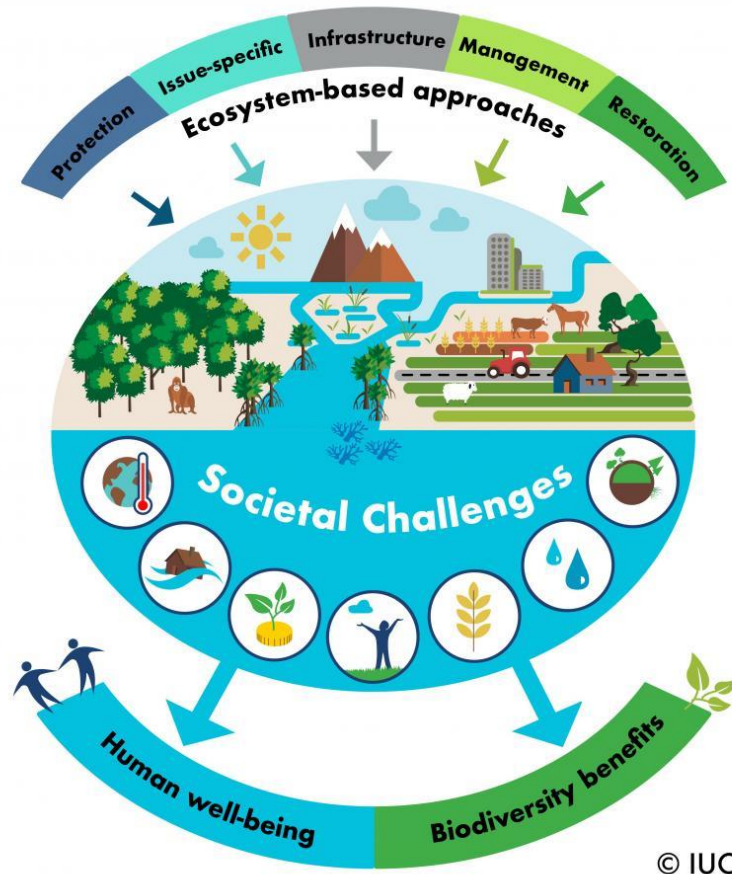 Protection
Issue-specific
Infrastructure
Management
Restoration
Ecosystem-based approaches
Societal Challenges
Human well-being
Biodiversity benefits
© IUC